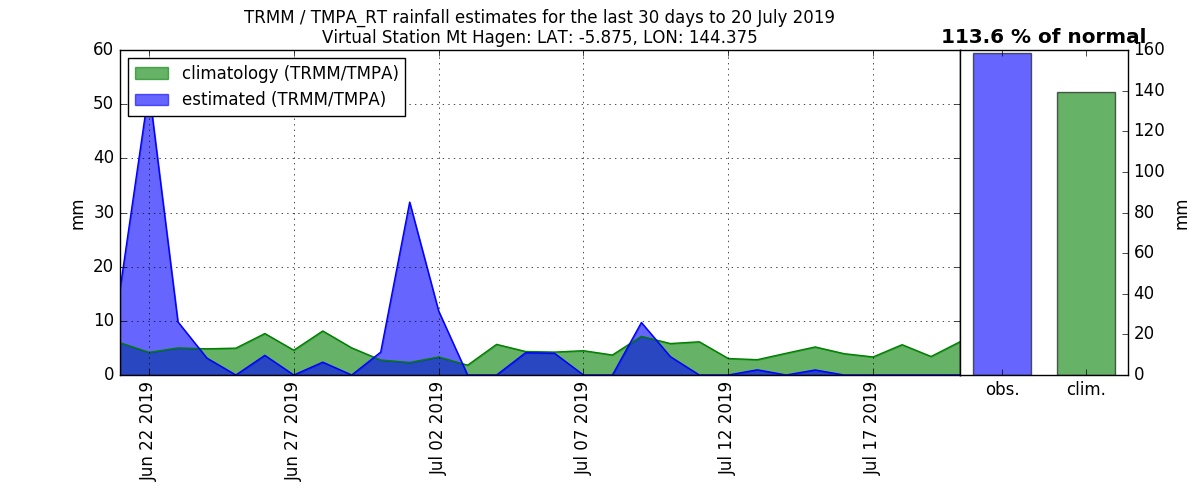 TRMM / TMPA_RT rainfall estimates for the last 30 days to 20 July 2019
Virtual Station Mt Hagen: LAT: -5.875, LON: 144.375
113.6 % of normal
climatology (TRMM/TMPA)
estimated (TRMM/TMPA)
mm
60
50
40
30
20
10
0
Jun 22 2019
Jun 27 2019
Jul 02 2019
Jul 07 2019
Jul 12 2019
Jul 17 2019
obs.
clim.
160
140
120
100
80
60
40
20
0
mm